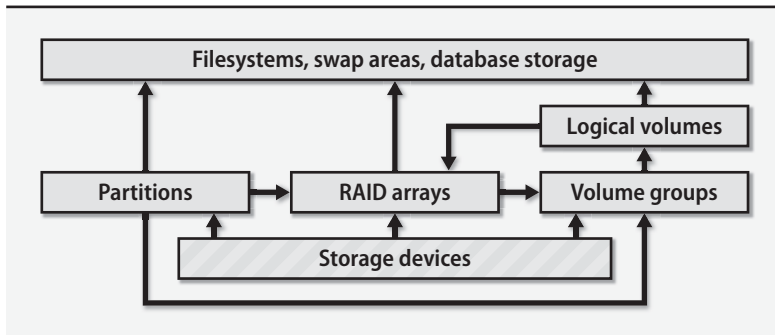 Filesystems, swap areas, database storage
Logical volumes
Partitions
RAID arrays
Volume groups
Storage devices